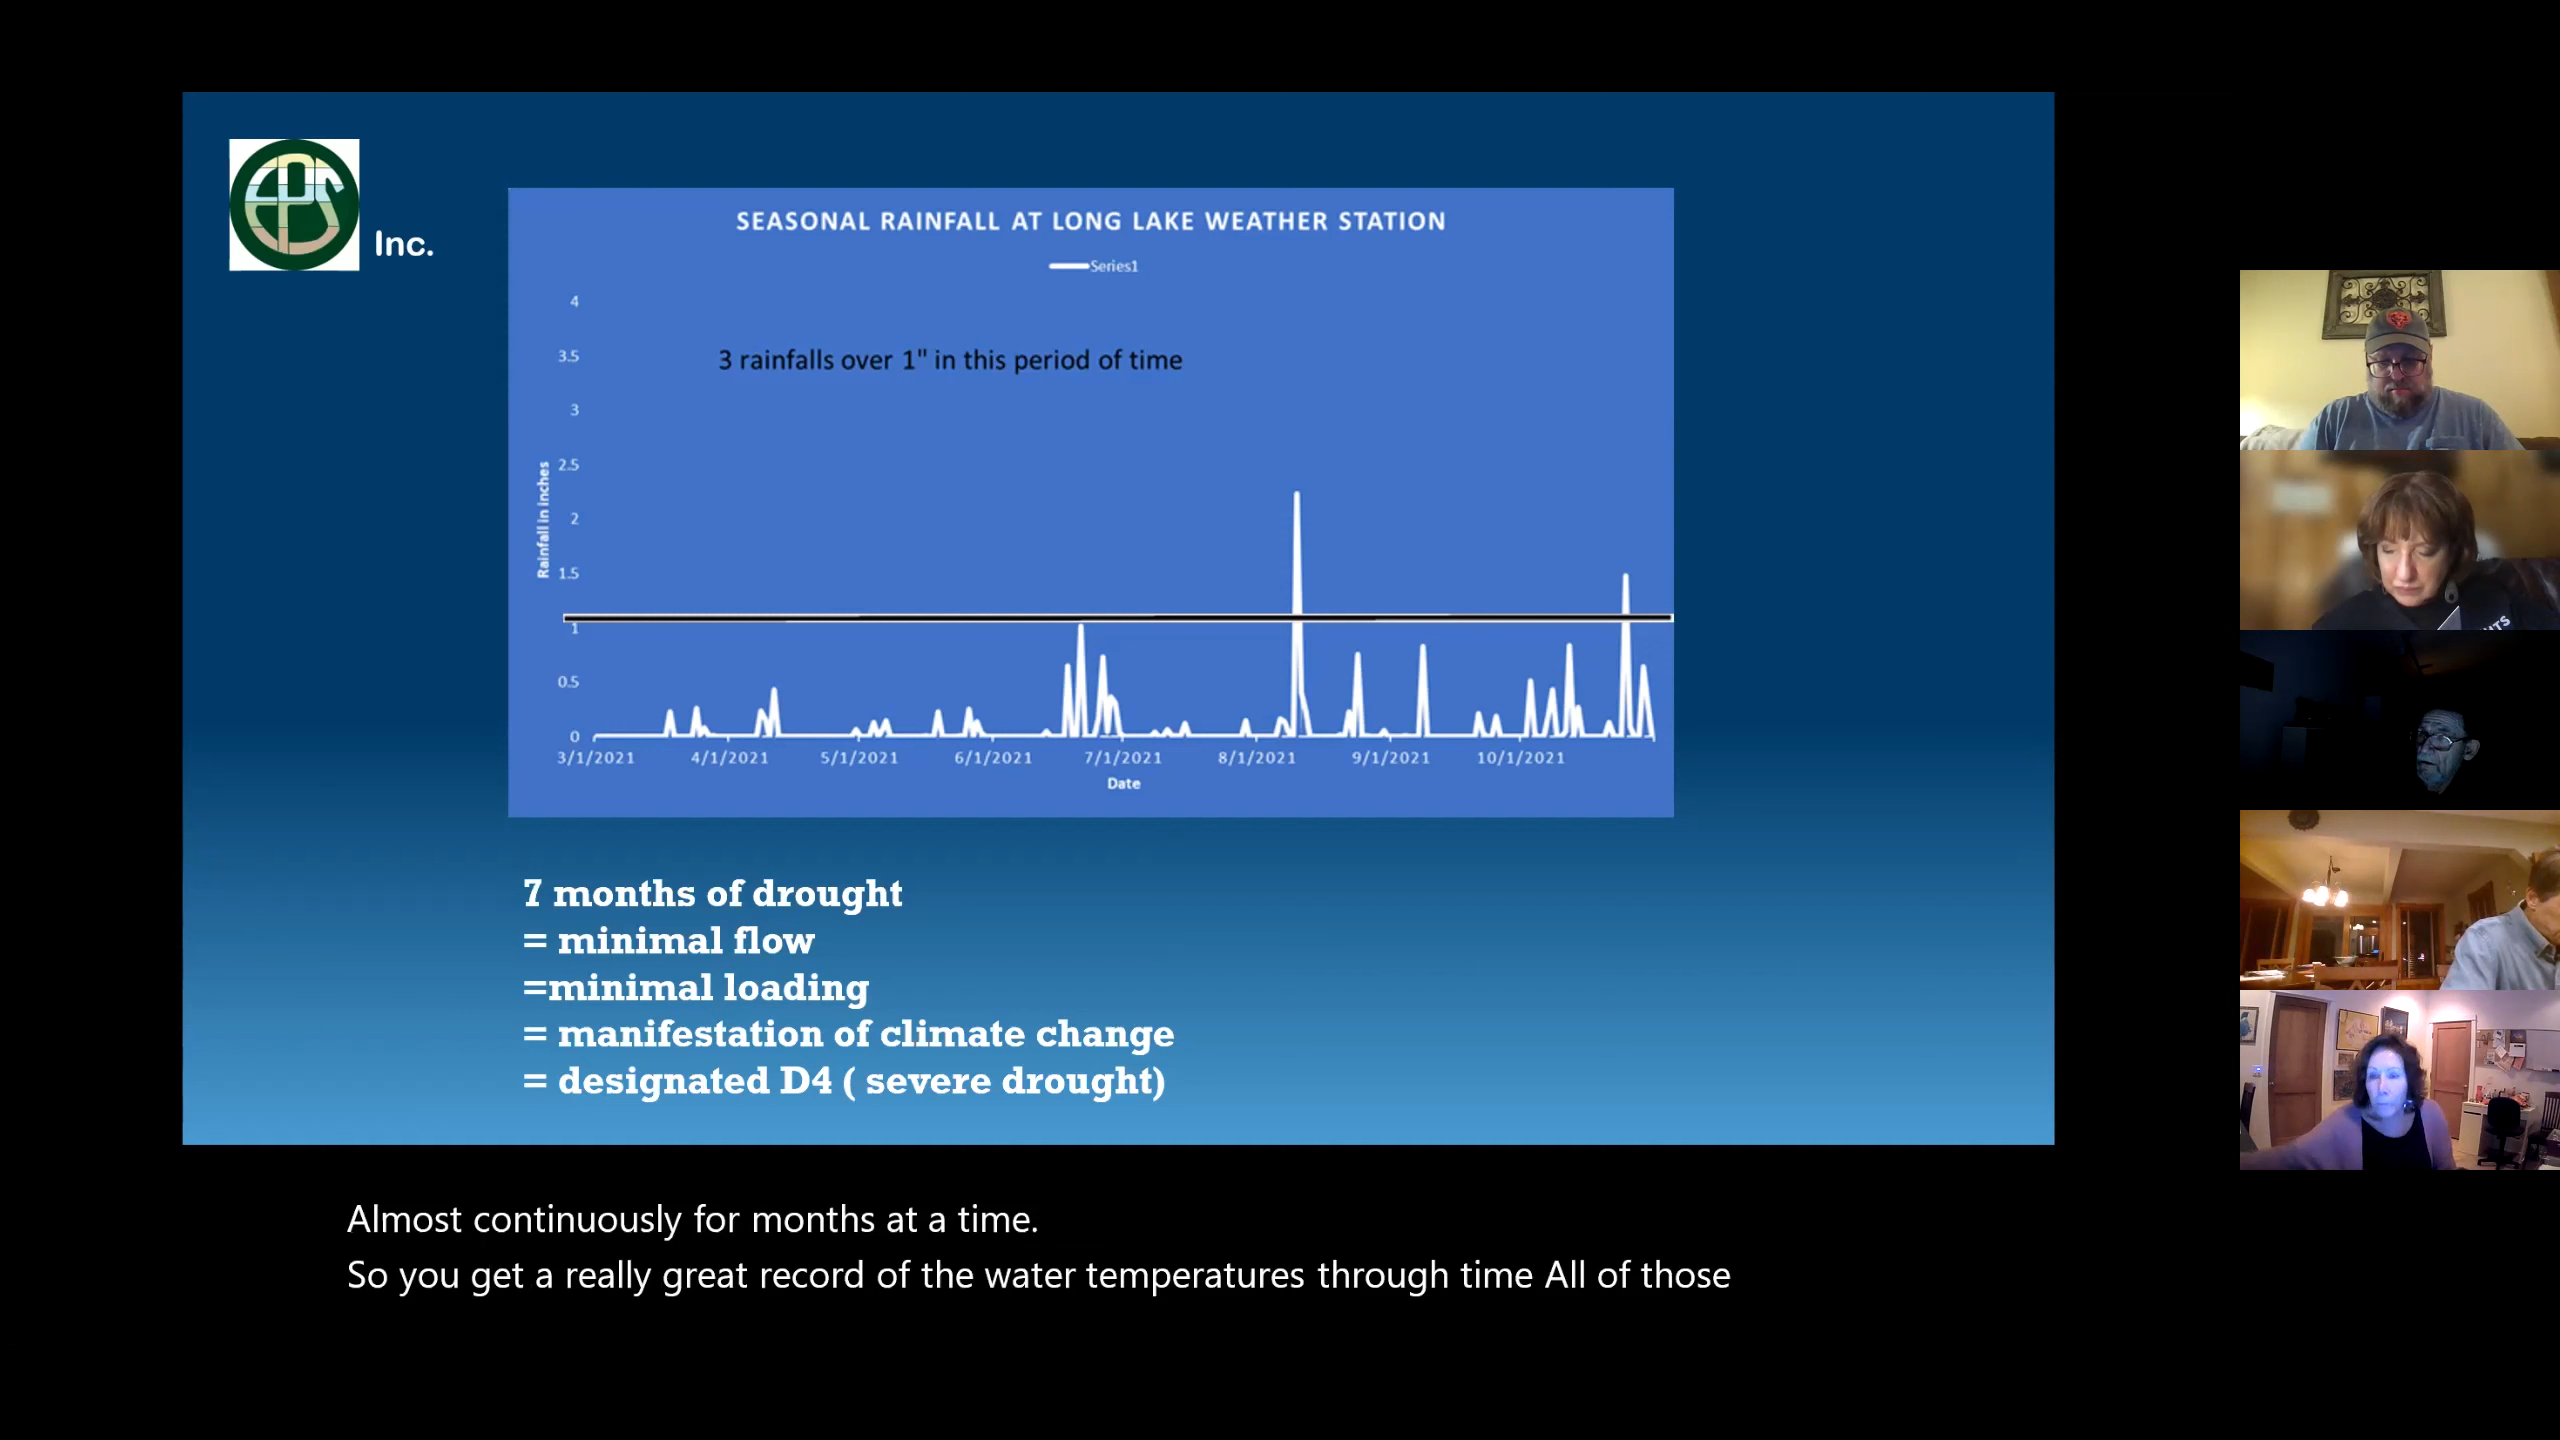 EPS
Inc.
SEASONAL RAINFALL AT LONG LAKE WEATHER STATION
Series1
4
3.5
3
2.5
2
1.5
1
0.5
0
3 rainfalls over 1" in this period of time
Rainfall in inches
3/1/2021 4/1/2021 5/1/2021 6/1/2021 7/1/2021 8/1/2021 9/1/2021 10/1/2021
Date
7 months of drought
= minimal flow
=minimal loading
= manifestation of climate change
= designated D4 ( severe drought)
Almost continuously for months at a time.
So you get a really great record of the water temperatures through time All of those